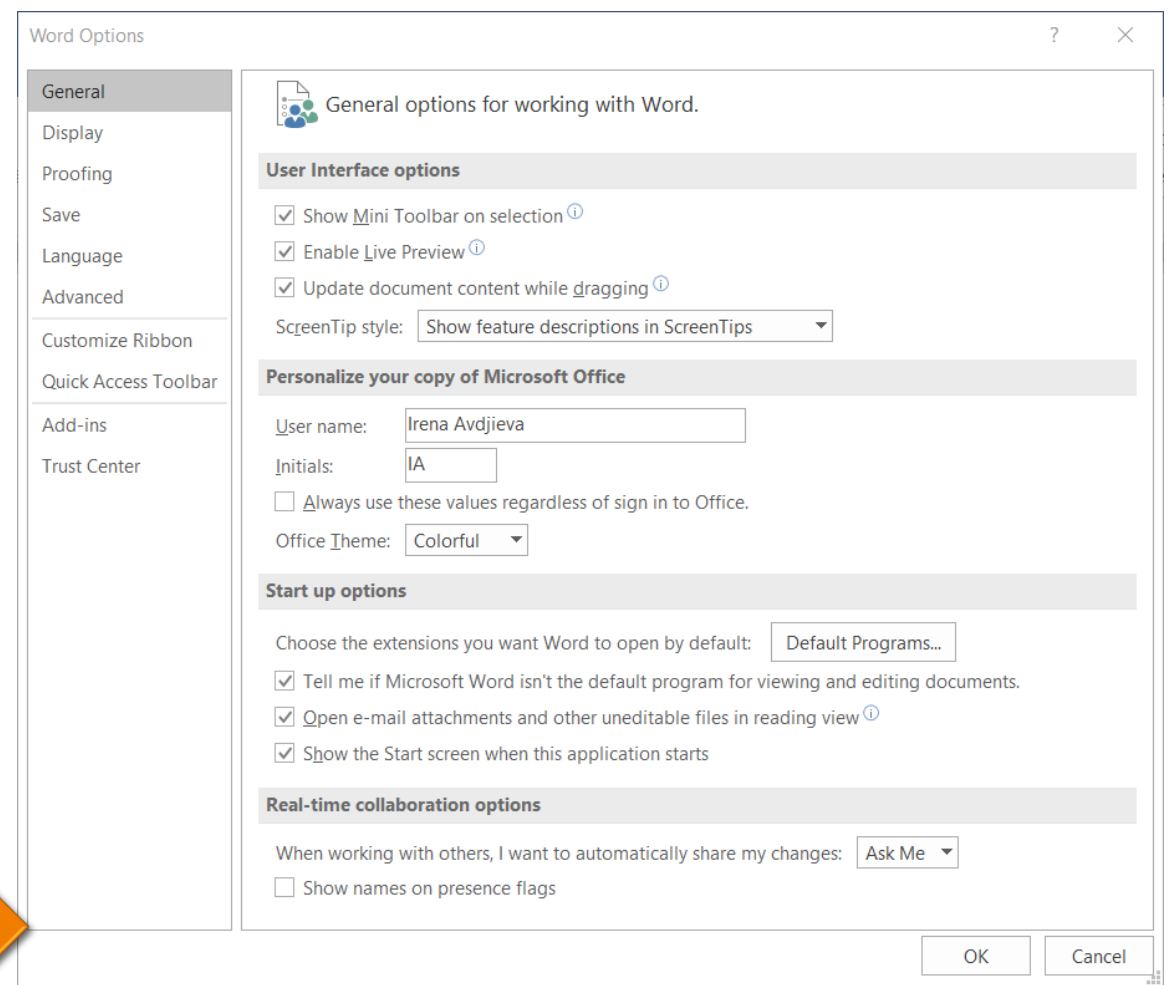 Word Options
General
Display
Proofing
Save
Language
Advanced
Customize Ribbon
Quick Access Toolbar
Add-ins
Trust Center
General options for working with Word.
User Interface options
Show Mini Toolbar on selection
Enable Live Preview
Update document content while dragging
ScreenTip style: Show feature descriptions in ScreenTips
Personalize your copy of Microsoft Office
User name: Irena Avdjieva
Initials: IA
Always use these values regardless of sign in to Office.
Office Theme: Colorful
Start up options
Choose the extensions you want Word to open by default: Default Programs...
Tell me if Microsoft Word isn't the default program for viewing and editing documents.
Open e-mail attachments and other uneditable files in reading view
Show the Start screen when this application starts
Real-time collaboration options
When working with others, I want to automatically share my changes: Ask Me
Show names on presence flags
OK Cancel